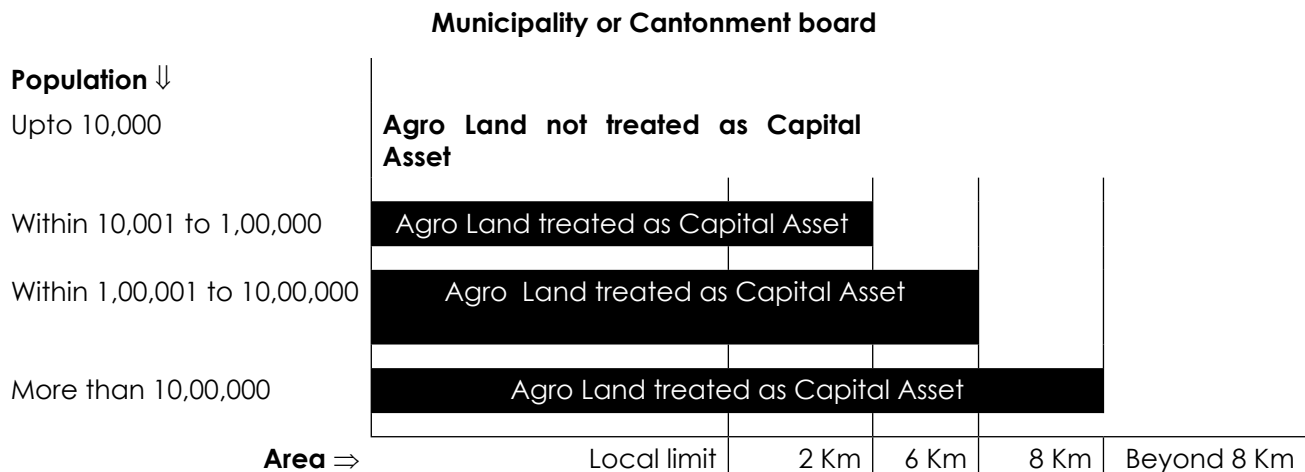 Municipality or Cantonment board
Population ⇓
Upto 10,000
Agro Land not treated as Capital
Asset
Within 10,001 to 1,00,000
Agro Land treated as Capital Asset
Within 1,00,001 to 10,00,000
Agro Land treated as Capital Asset
More than 10,00,000
Agro Land treated as Capital Asset
Area ⇒ Local limit 2 Km 6 Km 8 Km Beyond 8 Km